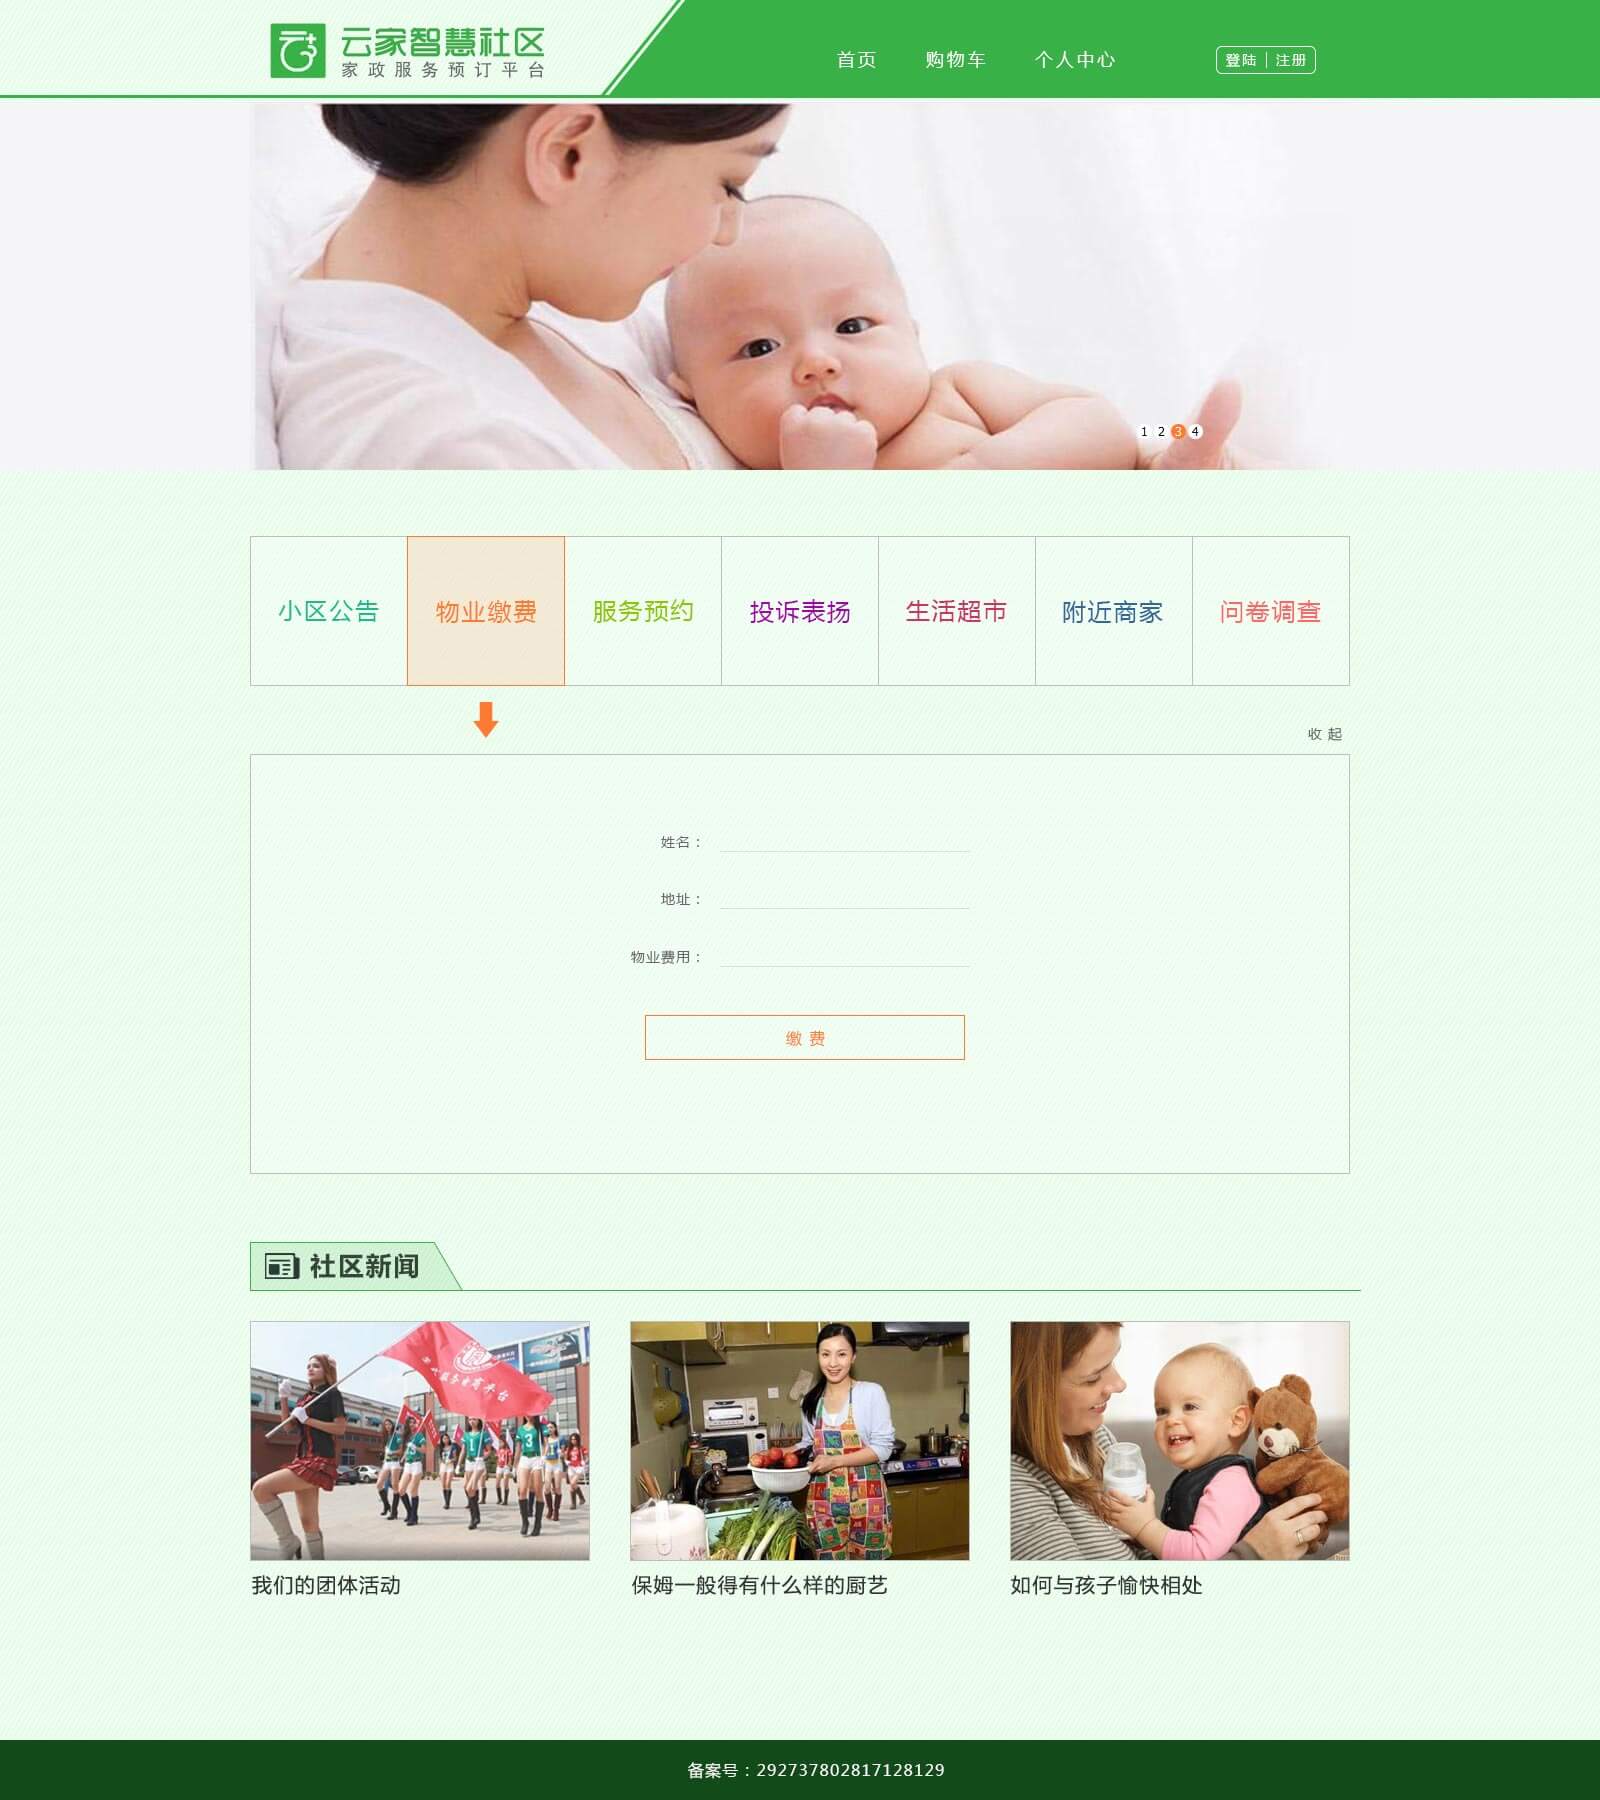 云家智慧社区
家政服务预订平台
首页 购物车 个人中心 登陆 | 注册
1 2 3 4
小区公告 物业缴费 服务预约 投诉表扬 生活超市 附近商家 问卷调查
收 起
姓名：
地址：
物业费用：
缴 费
社区新闻
我们的团体活动 保姆一般得有什么样的厨艺 如何与孩子愉快相处
备案号：292737802817128129